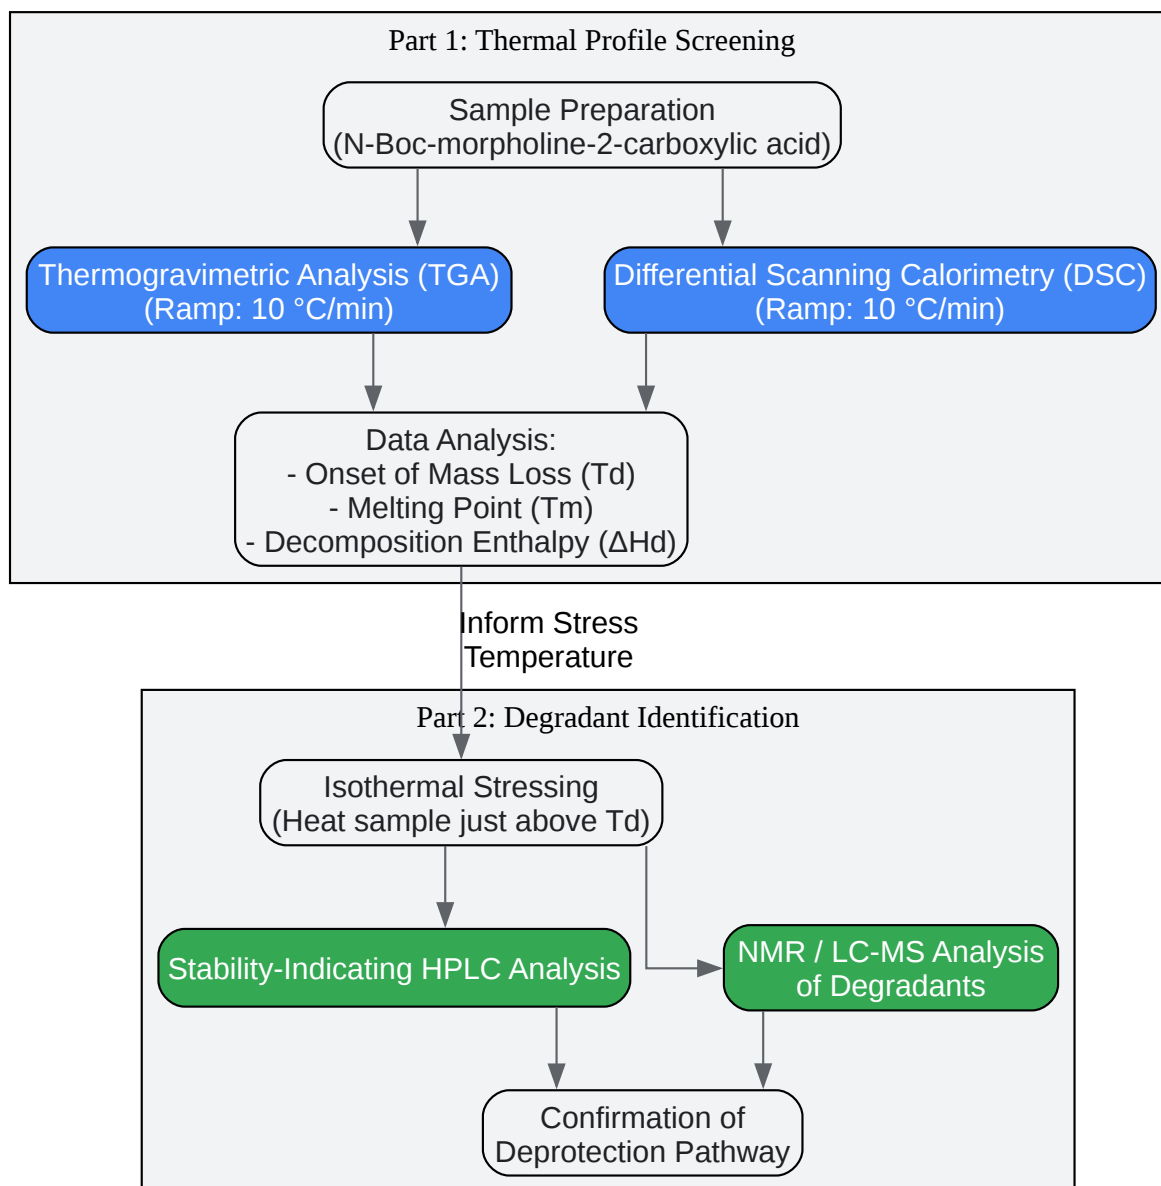 Part 1: Thermal Profile Screening
Sample Preparation
(N-Boc-morpholine-2-carboxylic acid)
Thermogravimetric Analysis (TGA)
(Ramp: 10 °C/min)
Differential Scanning Calorimetry (DSC)
(Ramp: 10 °C/min)
Data Analysis:
- Onset of Mass Loss (Td)
- Melting Point (Tm)
- Decomposition Enthalpy (ΔHd)
Inform Stress
Temperature
Part 2: Degradant Identification
Isothermal Stressing
(Heat sample just above Td)
Stability-Indicating HPLC Analysis
NMR / LC-MS Analysis
of Degradants
Confirmation of
Deprotection Pathway